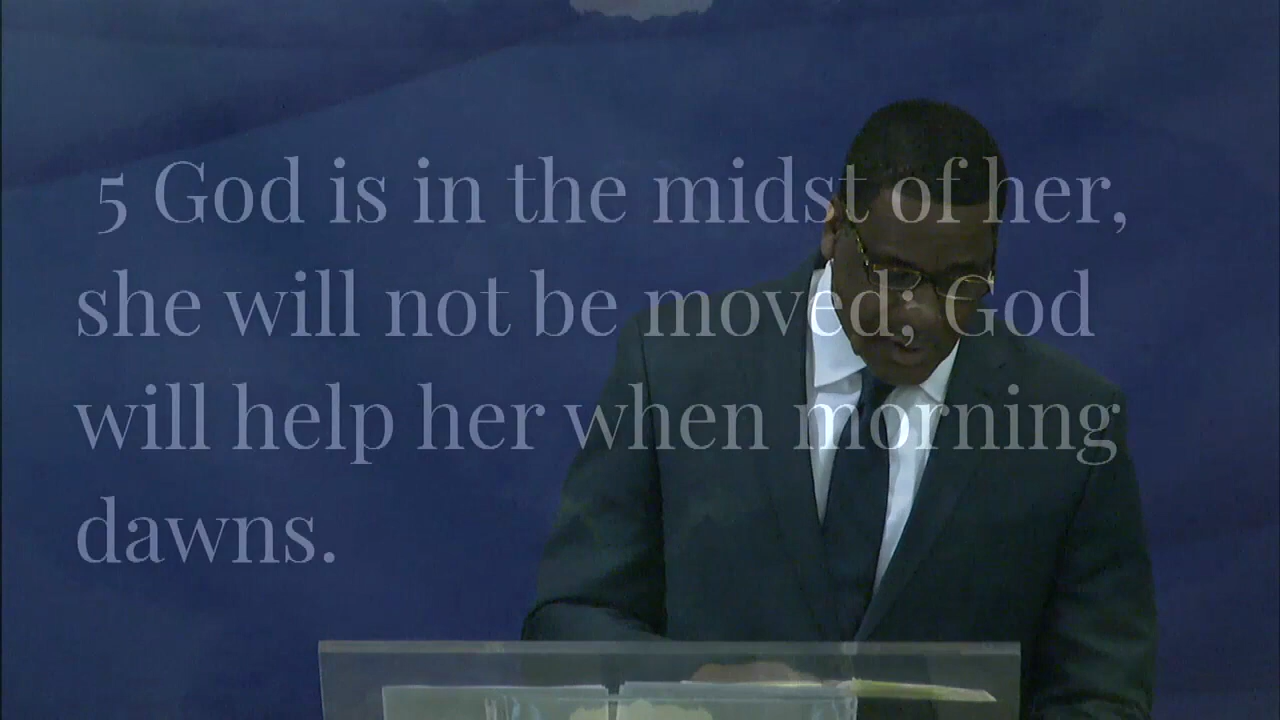 5 God is in the midst of her,
she will not be moved; God
will help her when morning
dawns.